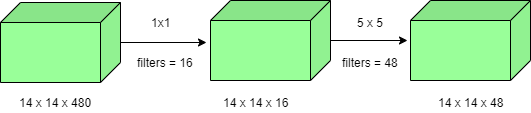 1x1
filters = 16
5 x 5
filters = 48
14 x 14 x 480
14 x 14 x 16
14 x 14 x 48